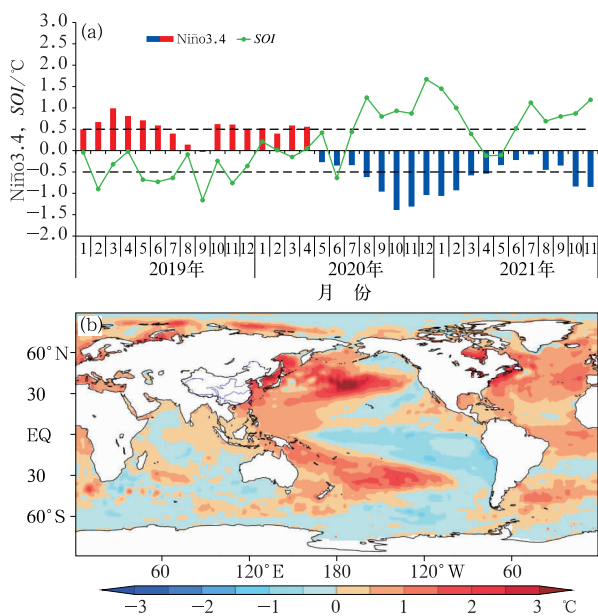 (a)
Niño3.4 SOI
Niño3.4, SOI/℃
3.0
2.5
2.0
1.5
1.0
0.5
0
−0.5
−1.0
−1.5
−2.0
1 2 3 4 5 6 7 8 9 10 11 12 1 2 3 4 5 6 7 8 9 10 11 12 1 2 3 4 5 6 7 8 9 10 11
2019年 2020年 2021年
月 份
(b)
60°N
30
EQ
30
60°S
60 120°E 180 120°W 60
−3 −2 −1 0 1 2 3 ℃